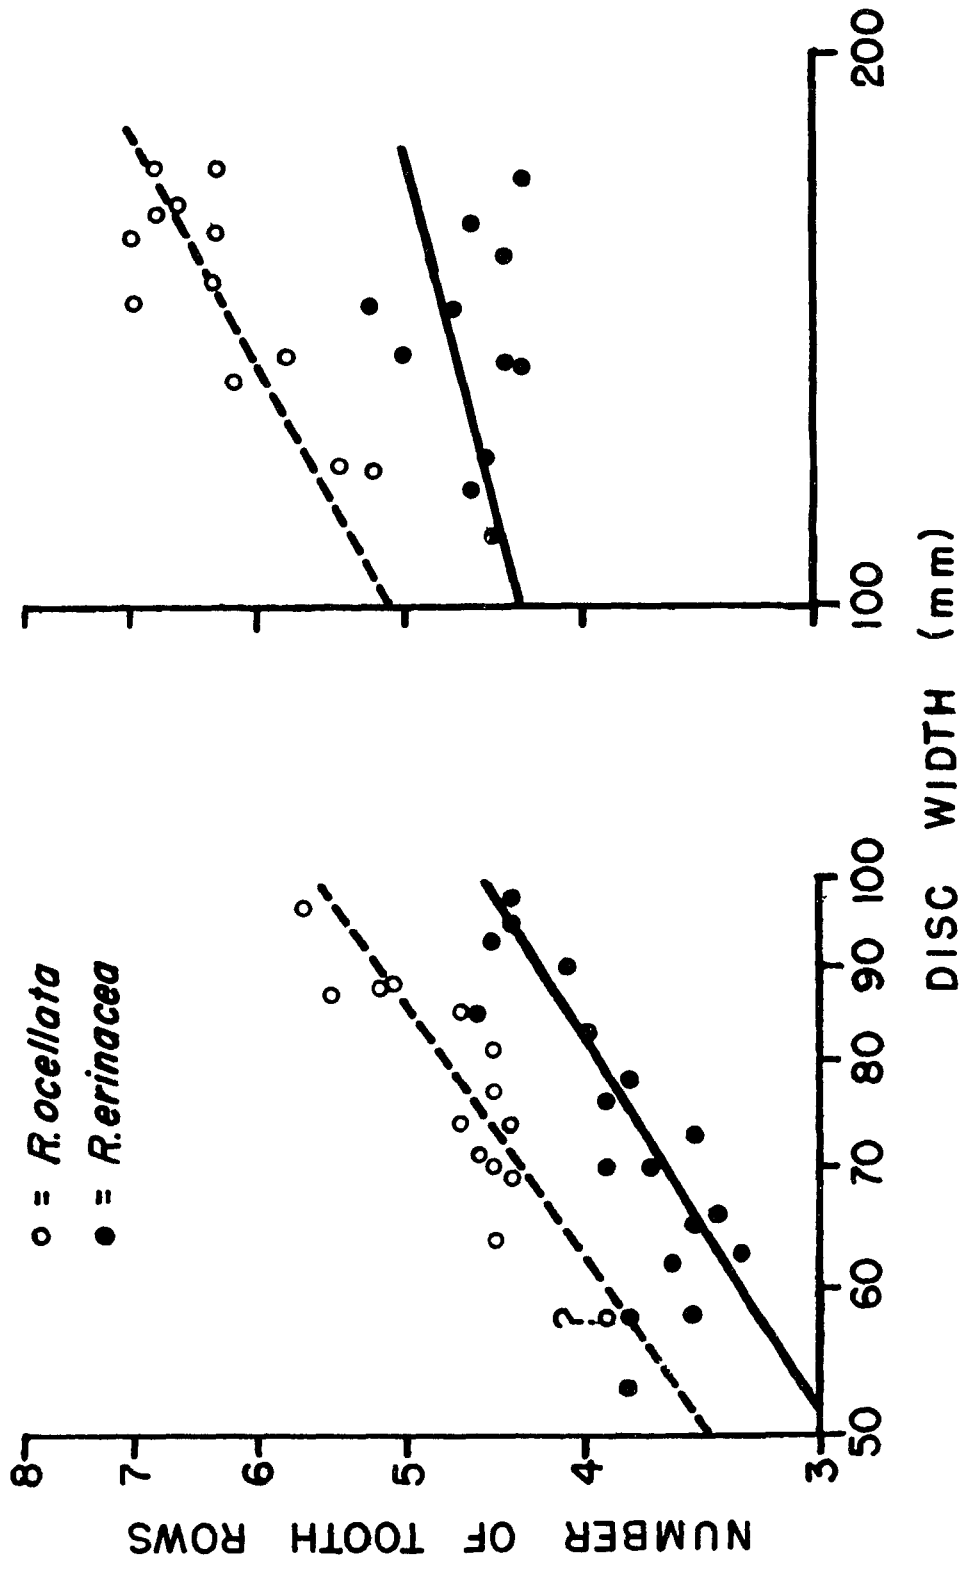 o = R. ocellata
● = R. erinacea
8
7
6
5
4
3
NUMBER OF TOOTH ROWS
?
50 60 70 80 90 100
100 200
DISC WIDTH (mm)